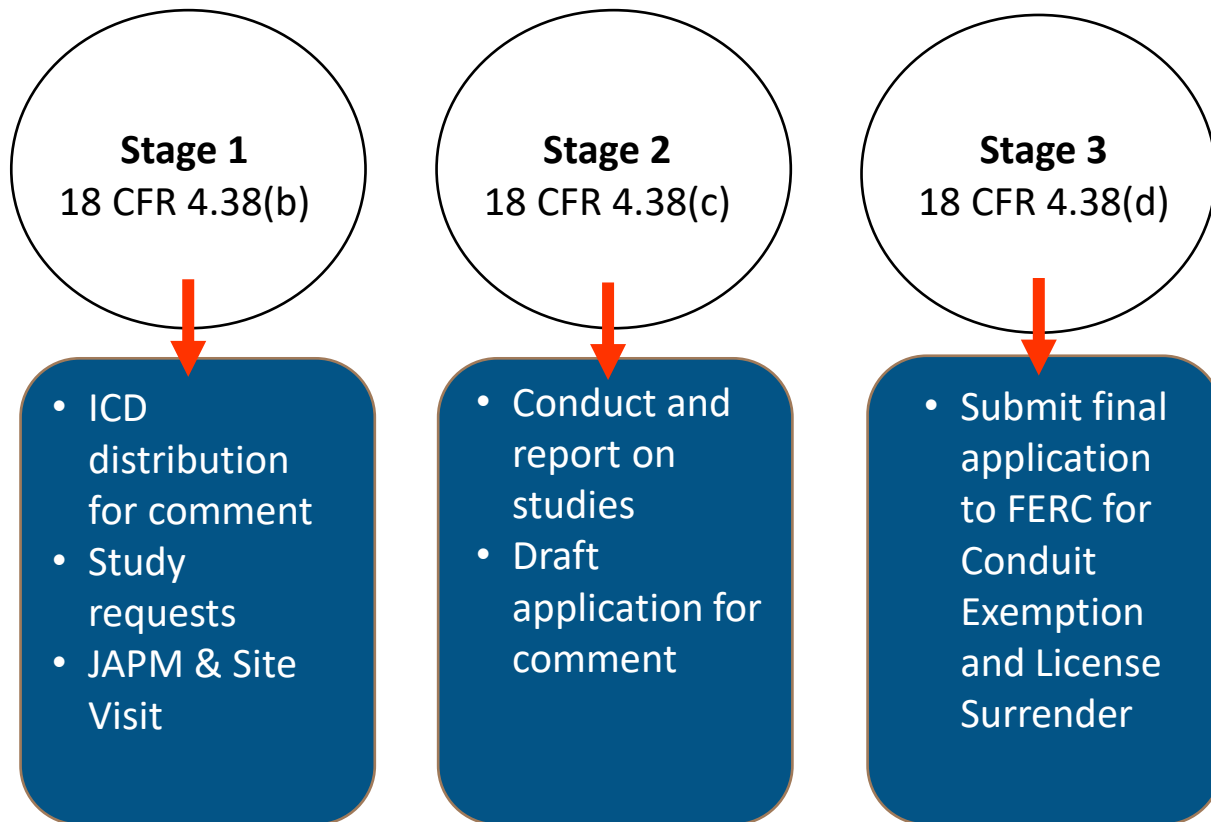 Stage 1
18 CFR 4.38(b)
Stage 2
18 CFR 4.38(c)
Stage 3
18 CFR 4.38(d)
• ICD
distribution
for comment
• Study
requests
• JAPM & Site
Visit
• Conduct and
report on
studies
• Draft
application for
comment
• Submit final
application
to FERC for
Conduit
Exemption
and License
Surrender